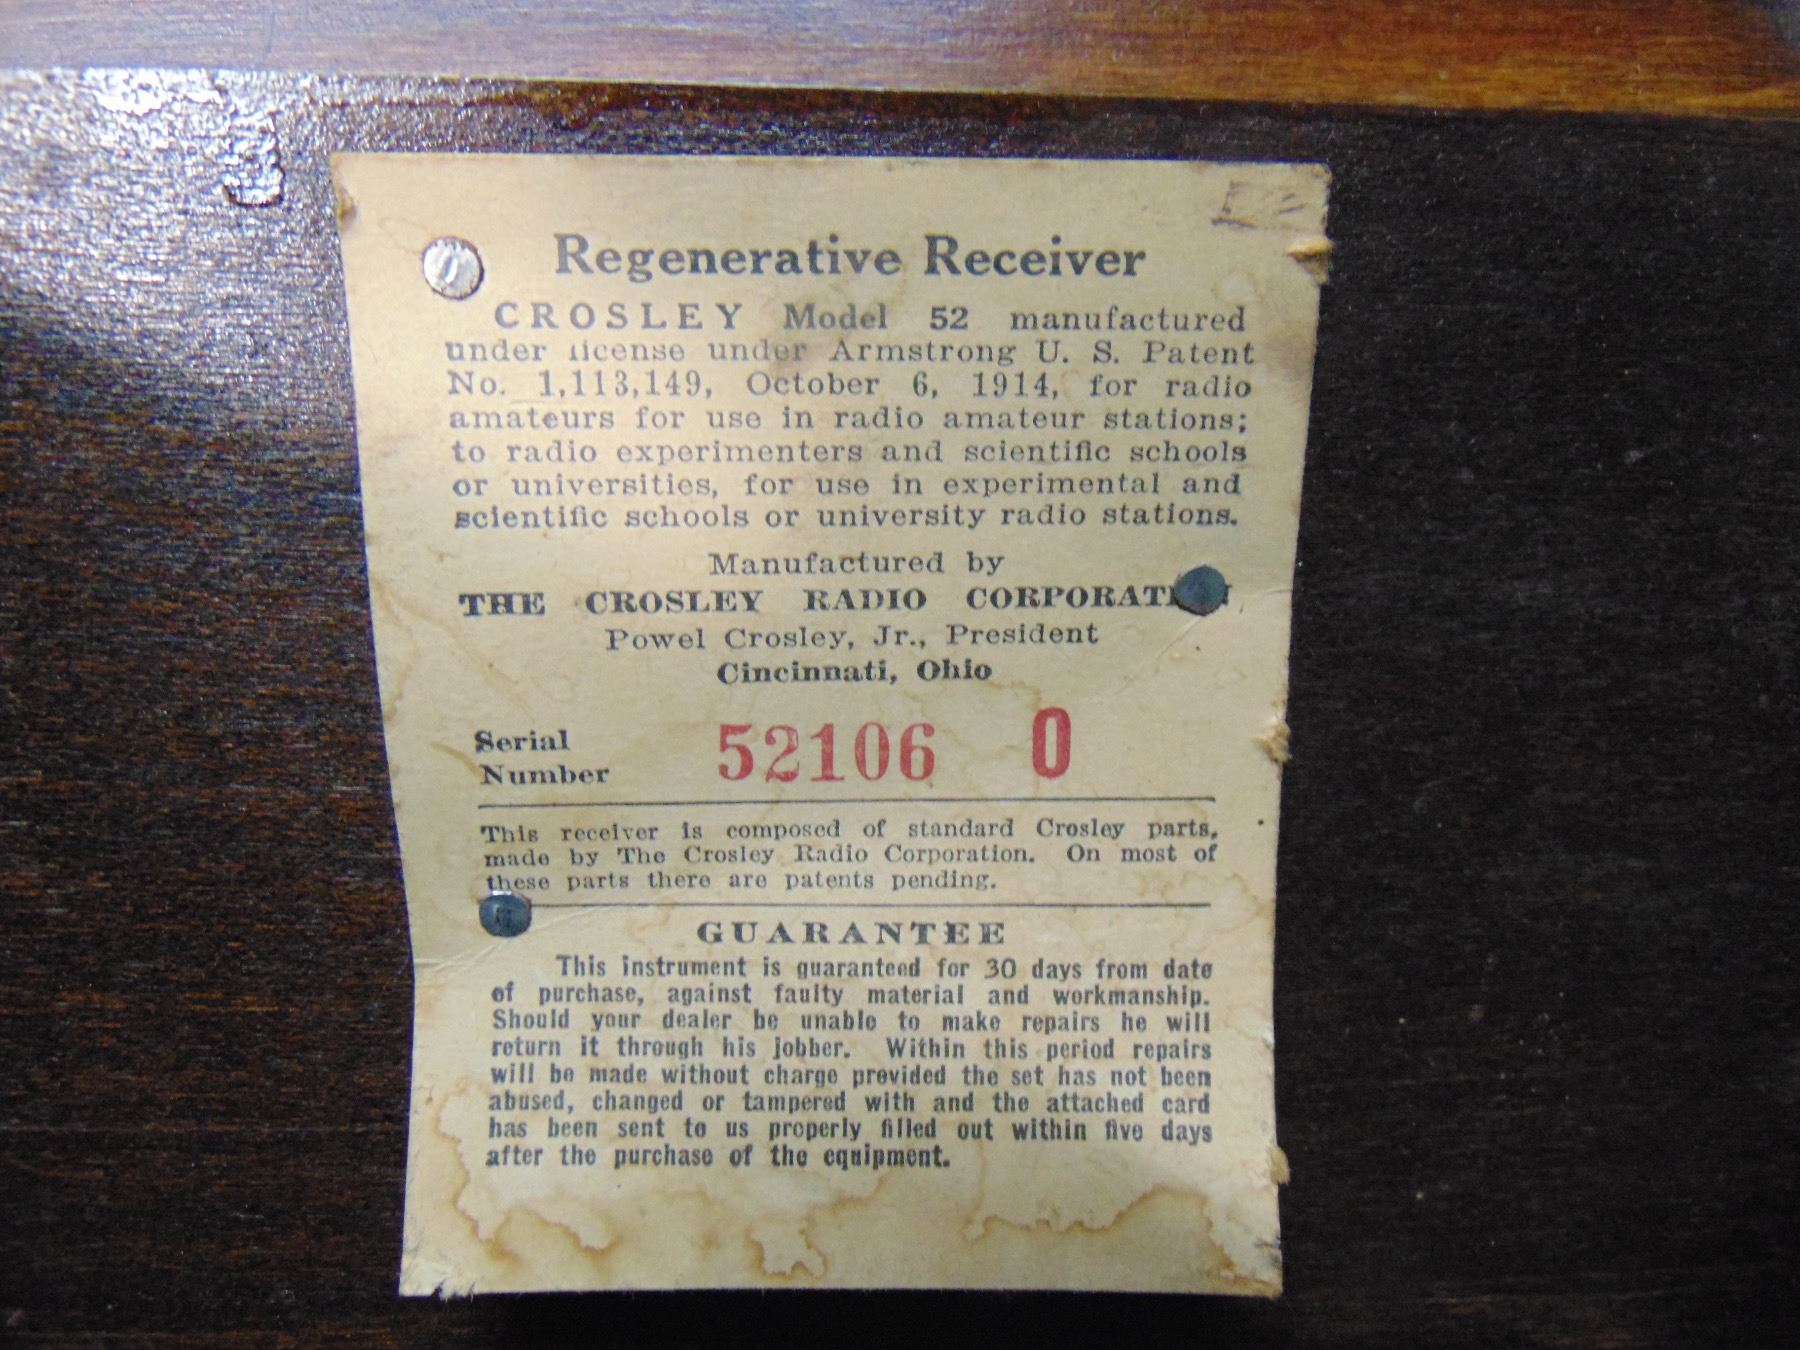 Regenerative Receiver
CROSLEY Model 52 manufactured
under license under Armstrong U. S. Patent
No. 1,113,149, October 6, 1914, for radio
amateurs for use in radio amateur stations;
to radio experimenters and scientific schools
or universities, for use in experimental and
scientific schools or university radio stations.
Manufactured by
THE CROSLEY RADIO CORPORATION
Powel Crosley, Jr., President
Cincinnati, Ohio
Serial
Number 52106 0
This receiver is composed of standard Crosley parts,
made by The Crosley Radio Corporation. On most of
these parts there are patents pending.
GUARANTEE
This instrument is guaranteed for 30 days from date
of purchase, against faulty material and workmanship.
Should your dealer be unable to make repairs he will
return it through his jobber. Within this period repairs
will be made without charge provided the set has not been
abused, changed or tampered with and the attached card
has been sent to us properly filled out within five days
after the purchase of the equipment.